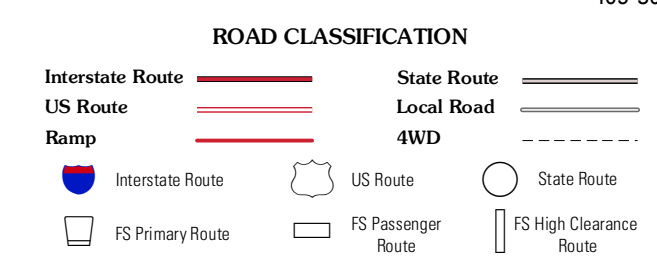 ROAD CLASSIFICATION
Interstate Route
State Route
US Route
Local Road
Ramp
4WD
Interstate Route
US Route
State Route
FS Primary Route
FS Passenger
Route
FS High Clearance
Route